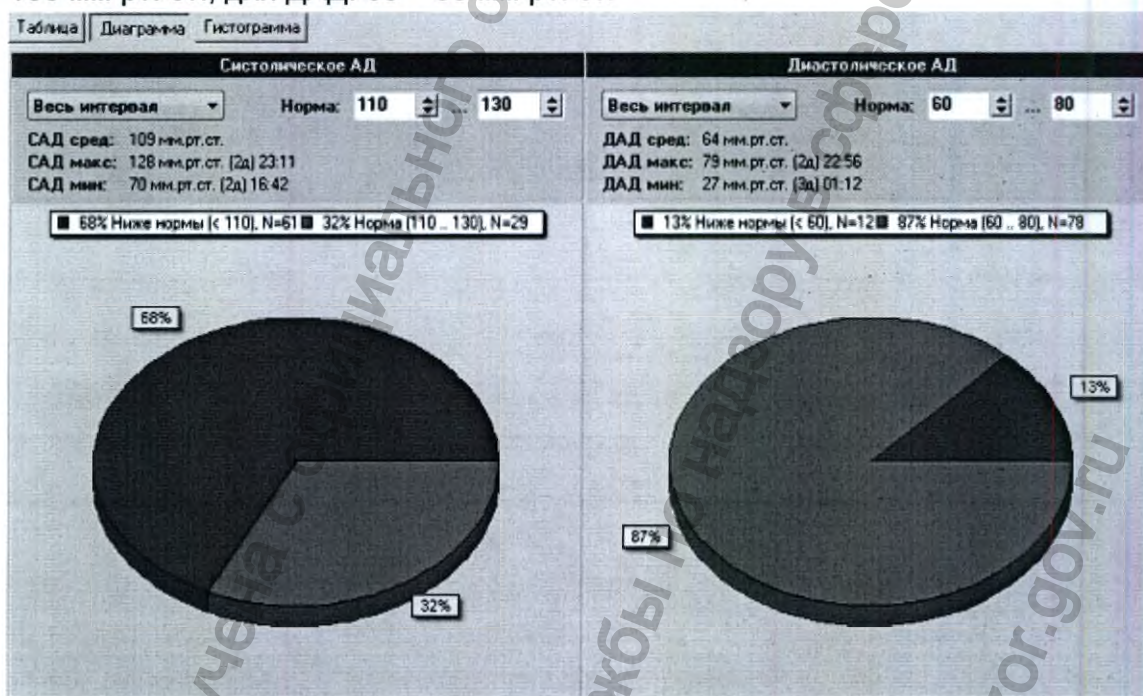 Таблица Диаграмма Гистограмма
Систолическое АД
Весь интервал Норма: 110 ... 130
САД сред: 109 мм.рт.ст.
САД макс: 128 мм.рт.ст. (2д) 23:11
САД мин: 70 мм.рт.ст. (2д) 16:42
68% Ниже нормы (< 110), N=61 32% Норма (110 .. 130), N=29
68%
32%
Диастолическое АД
Весь интервал Норма: 60 ... 80
ДАД сред: 64 мм.рт.ст.
ДАД макс: 79 мм.рт.ст. (2д) 22:56
ДАД мин: 27 мм.рт.ст. (3д) 01:12
13% Ниже нормы (< 60), N=12 87% Норма (60 .. 80), N=78
13%
87%